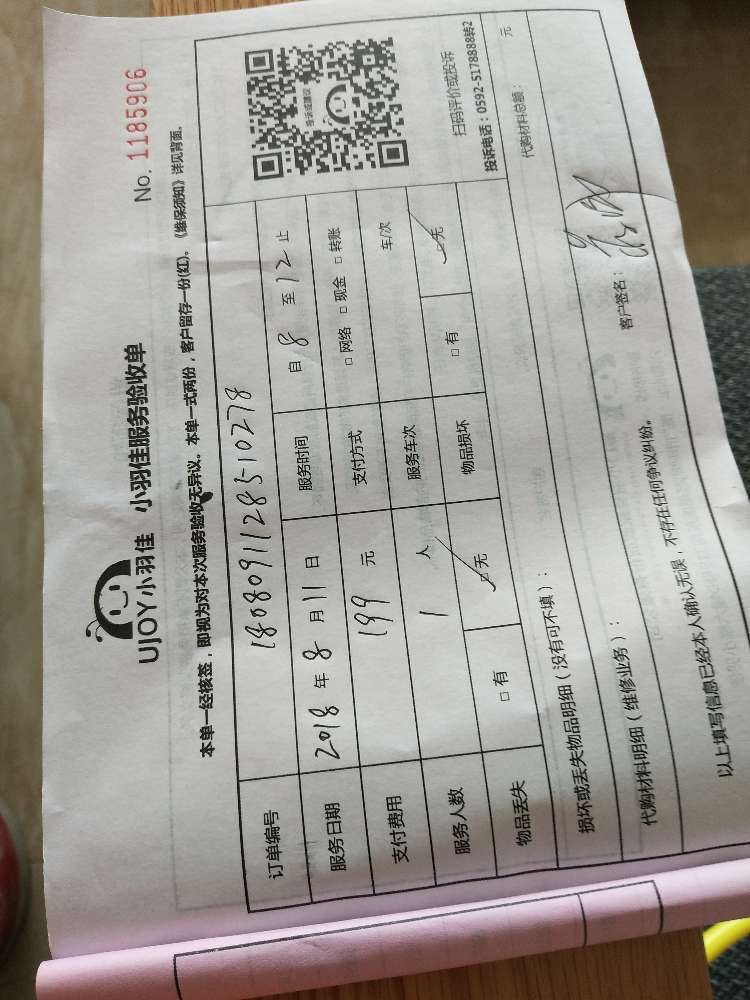 No. 1185906
UJOY小羽佳 小羽佳服务验收单
本单一经核签，即视为对本次服务验收无异议。本单一式两份，客户留存一份(红)。《维保须知》详见背面。
订单编号 1808091128510278
服务日期 2018 年 8 月 11 日 服务时间 自 8 至 12 止
支付费用 199 元 支付方式 □ 网络 □ 现金 □ 转账
服务人数 1 人 服务车次 车/次
物品丢失 □ 有 □ 无 物品损坏 □ 有 □ 无
投诉或建议
扫码评价或投诉
投诉电话：0592-5178888转2
损坏或丢失物品明细（没有可不填）：
代购材料明细（维修业务）： 代购材料总额： 元
以上填写信息已经本人确认无误，不存在任何争议纠纷。 客户签名：